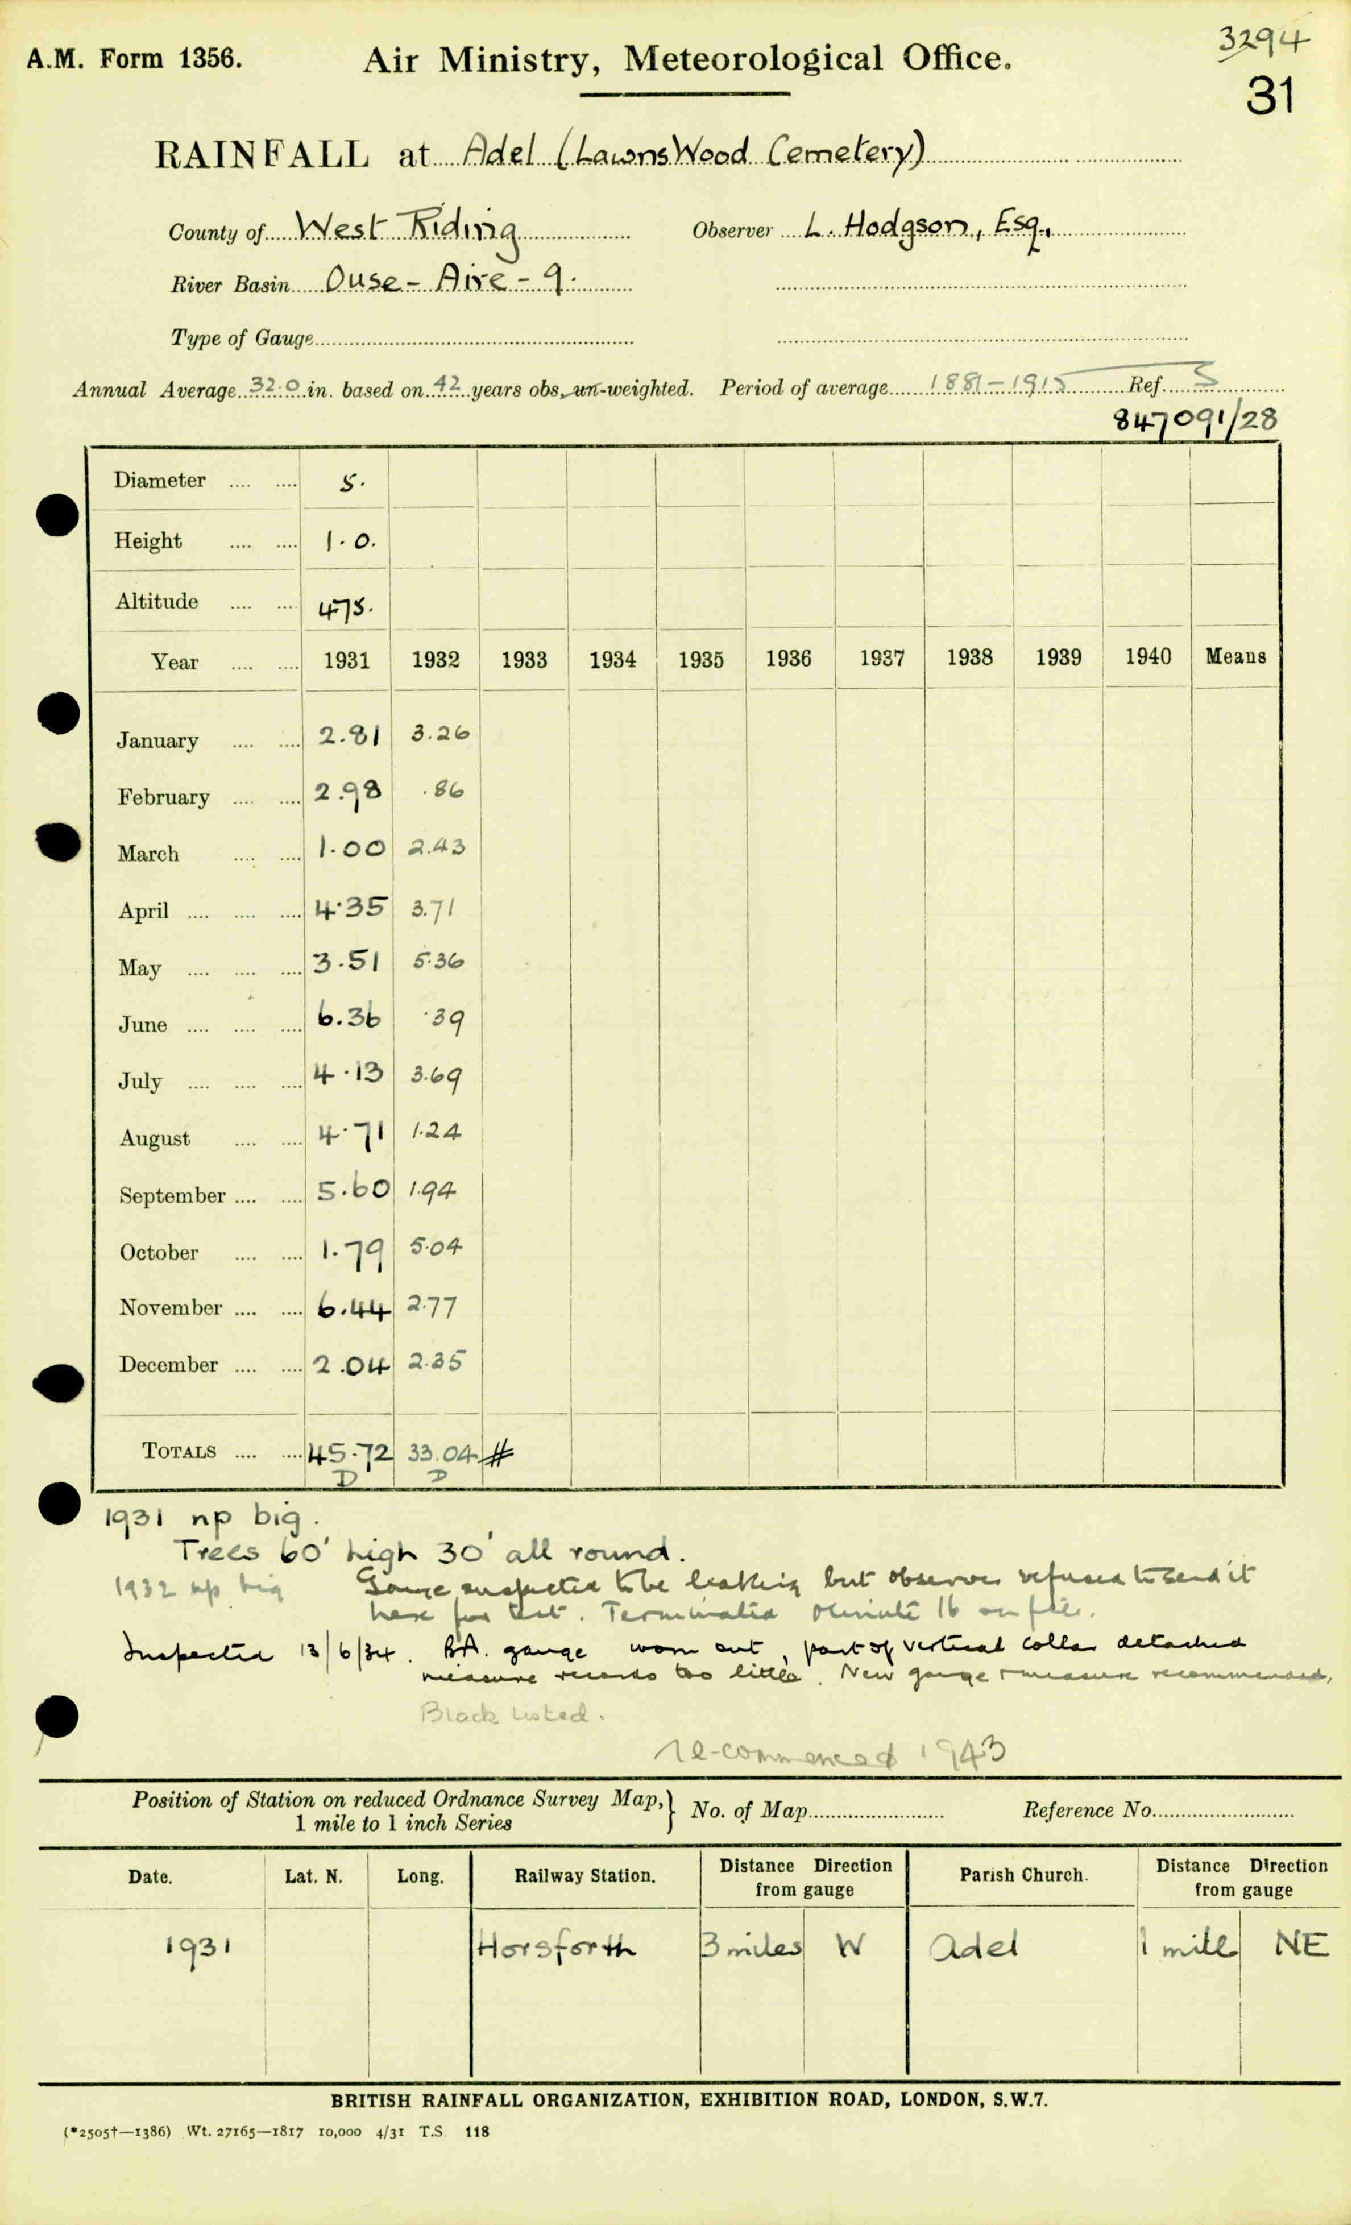 A.M. Form 1356. Air Ministry, Meteorological Office. 3294
31
RAINFALL at Adel (Lawns Wood Cemetery)
County of West Riding Observer L. Hodgson, Esq.,
River Basin Ouse - Aire - 9.
Type of Gauge
Annual Average 32.0 in. based on 42 years obs, un-weighted. Period of average 1881-1915 Ref. S
847091/28
Diameter 5.
Height 1.0.
Altitude 475.
Year 1931 1932 1933 1934 1935 1936 1937 1938 1939 1940 Means
January 2.81 3.26
February 2.98 .86
March 1.00 2.43
April 4.35 3.71
May 3.51 5.36
June 6.36 .39
July 4.13 3.69
August 4.71 1.24
September 5.60 1.94
October 1.79 5.04
November 6.44 2.77
December 2.04 2.35
TOTALS 45.72 33.04 #
D D
1931 np big.
Trees 60' high 30' all round.
1932 np big Gauge suspected to be leaking but observer refused to send it
here for test. Terminated Minute 16 on file.
Inspected 13/6/34. B.A. gauge worn out, part of vertical collar detached
measure records too little. New gauge + measure recommended.
Black Listed.
re-commenced 1943
Position of Station on reduced Ordnance Survey Map,} No. of Map Reference No.
1 mile to 1 inch Series
Date. Lat. N. Long. Railway Station. Distance Direction from gauge Parish Church. Distance Direction from gauge
1931 Horsforth 3 miles W Adel 1 mile NE
BRITISH RAINFALL ORGANIZATION, EXHIBITION ROAD, LONDON, S.W.7.
(*2505†—1386) Wt. 27165—1817 10,000 4/31 T.S. 118